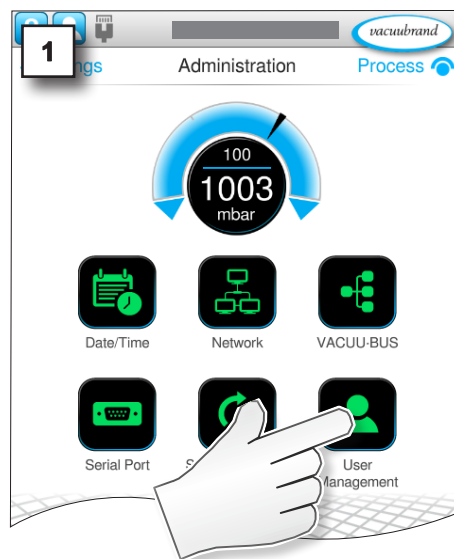 1
ngs
Administration
Process
vacuubrand
100
1003
mbar
Date/Time
Network
VACUU·BUS
Serial Port
S
User
Management